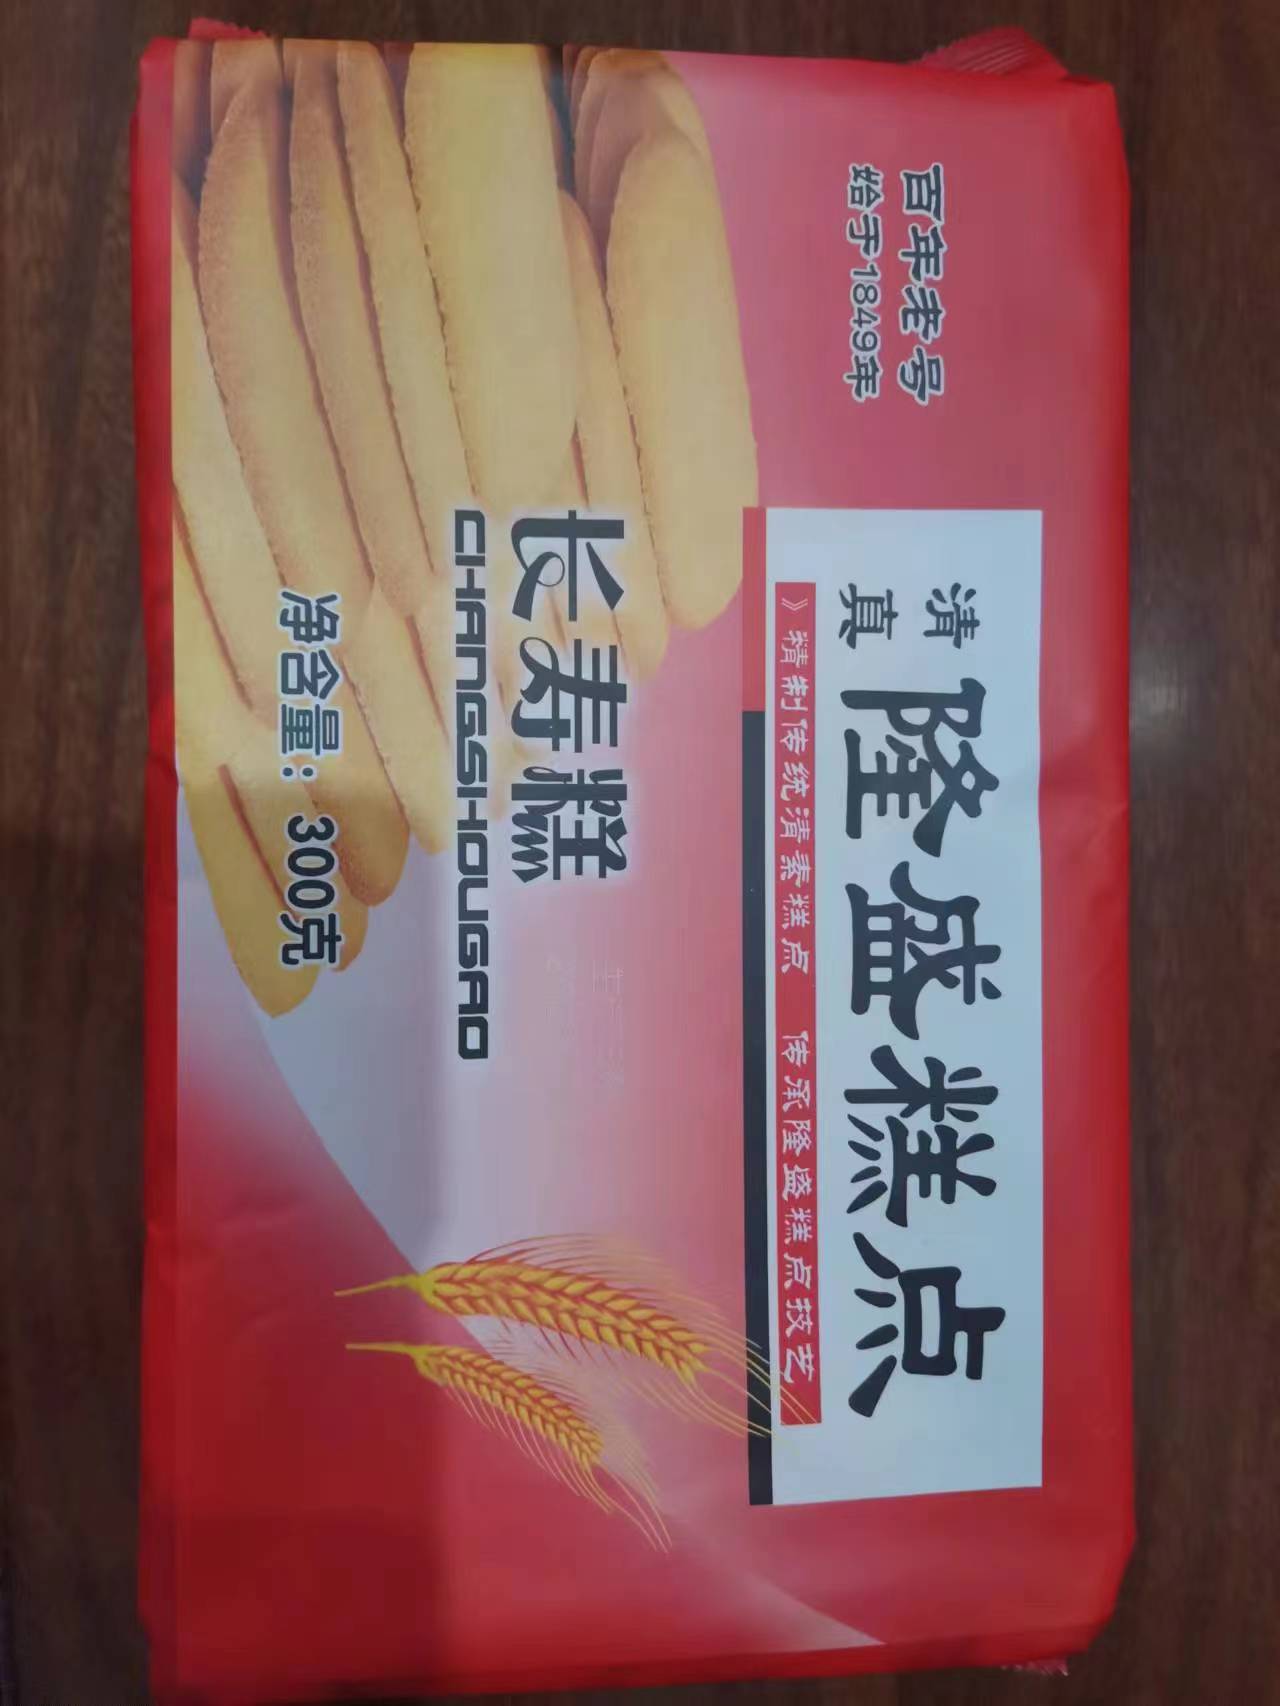 百年老号
始于1849年
清真
隆盛糕点
》精制传统清素糕点 传承隆盛糕点技艺
长寿糕
CHANGSHOUGAO
净含量：300克